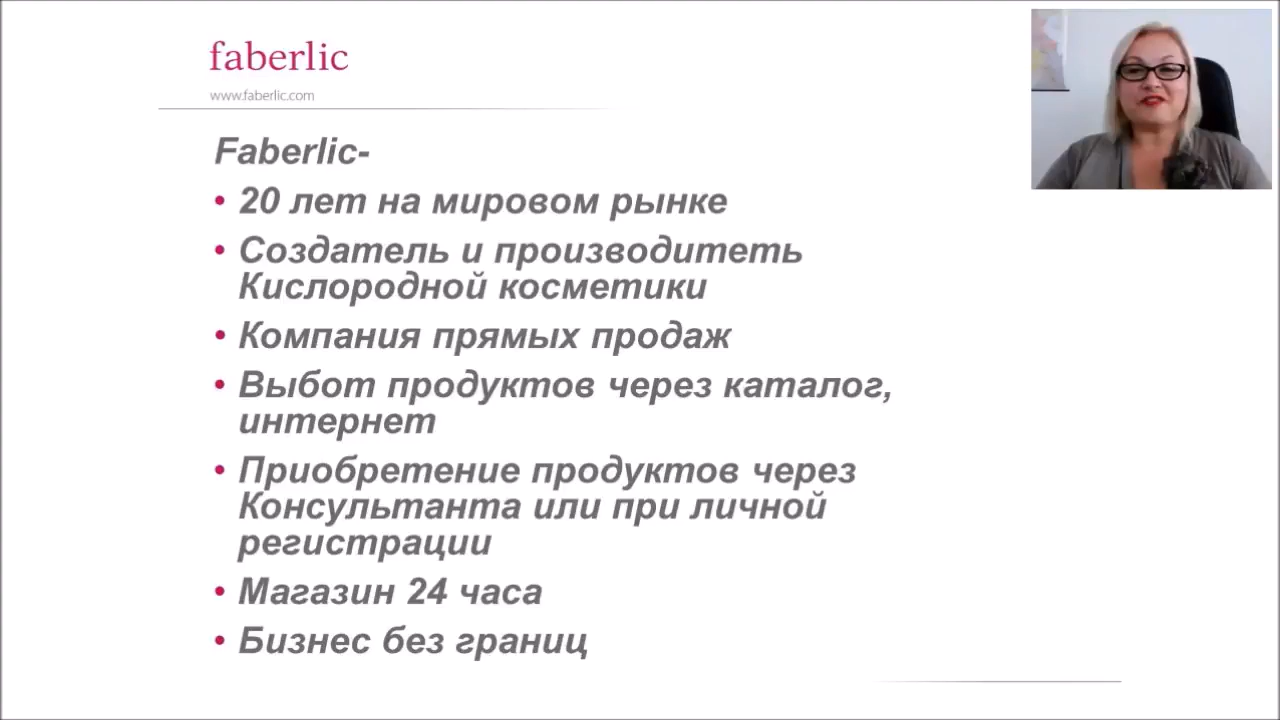 faberlic
www.faberlic.com
Faberlic-
• 20 лет на мировом рынке
• Создатель и производитеть
Кислородной косметики
• Компания прямых продаж
• Выбот продуктов через каталог,
интернет
• Приобретение продуктов через
Консультанта или при личной
регистрации
• Магазин 24 часа
• Бизнес без границ